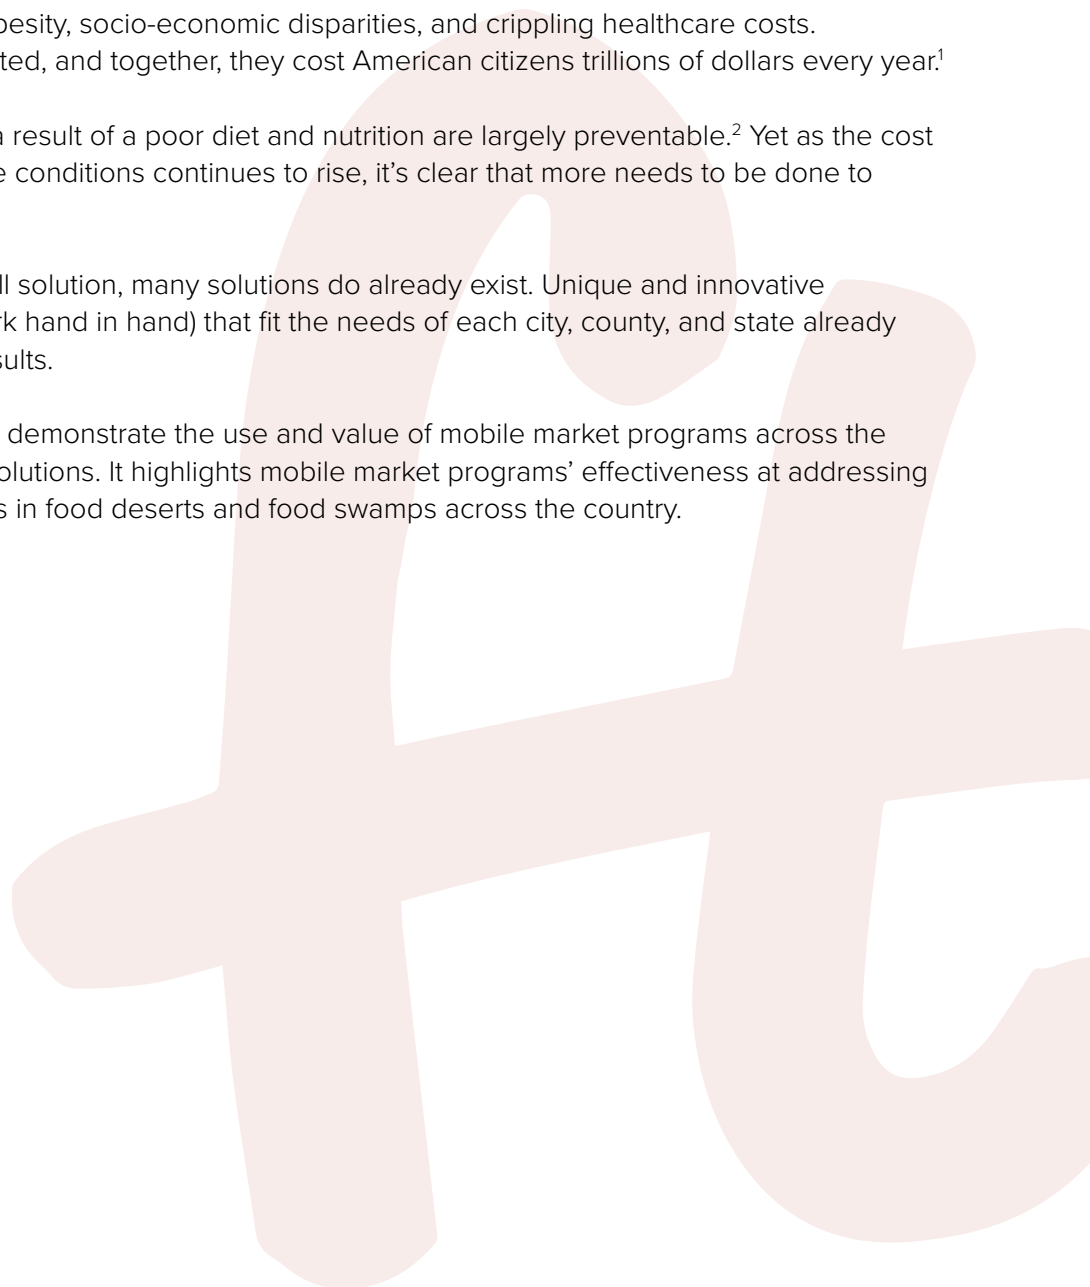 besity, socio-economic disparities, and crippling healthcare costs.
ted, and together, they cost American citizens trillions of dollars every year.1
a result of a poor diet and nutrition are largely preventable.2 Yet as the cost
e conditions continues to rise, it’s clear that more needs to be done to
ll solution, many solutions do already exist. Unique and innovative
rk hand in hand) that fit the needs of each city, county, and state already
sults.
demonstrate the use and value of mobile market programs across the
olutions. It highlights mobile market programs’ effectiveness at addressing
s in food deserts and food swamps across the country.
ft